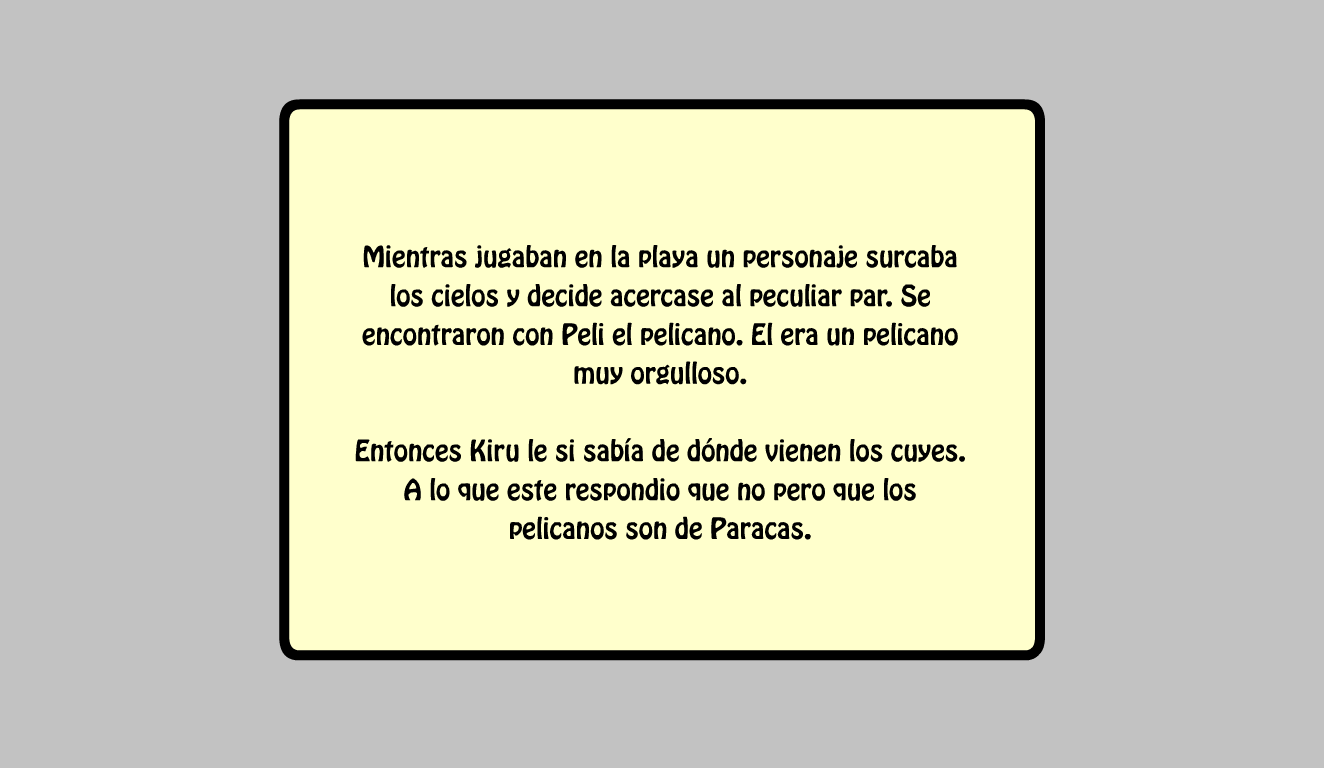 Mientras jugaban en la playa un personaje surcaba
los cielos y decide acercase al peculiar par. Se
encontraron con Peli el pelicano. El era un pelicano
muy orgulloso.
Entonces Kiru le si sabía de dónde vienen los cuyes.
A lo que este respondio que no pero que los
pelicanos son de Paracas.